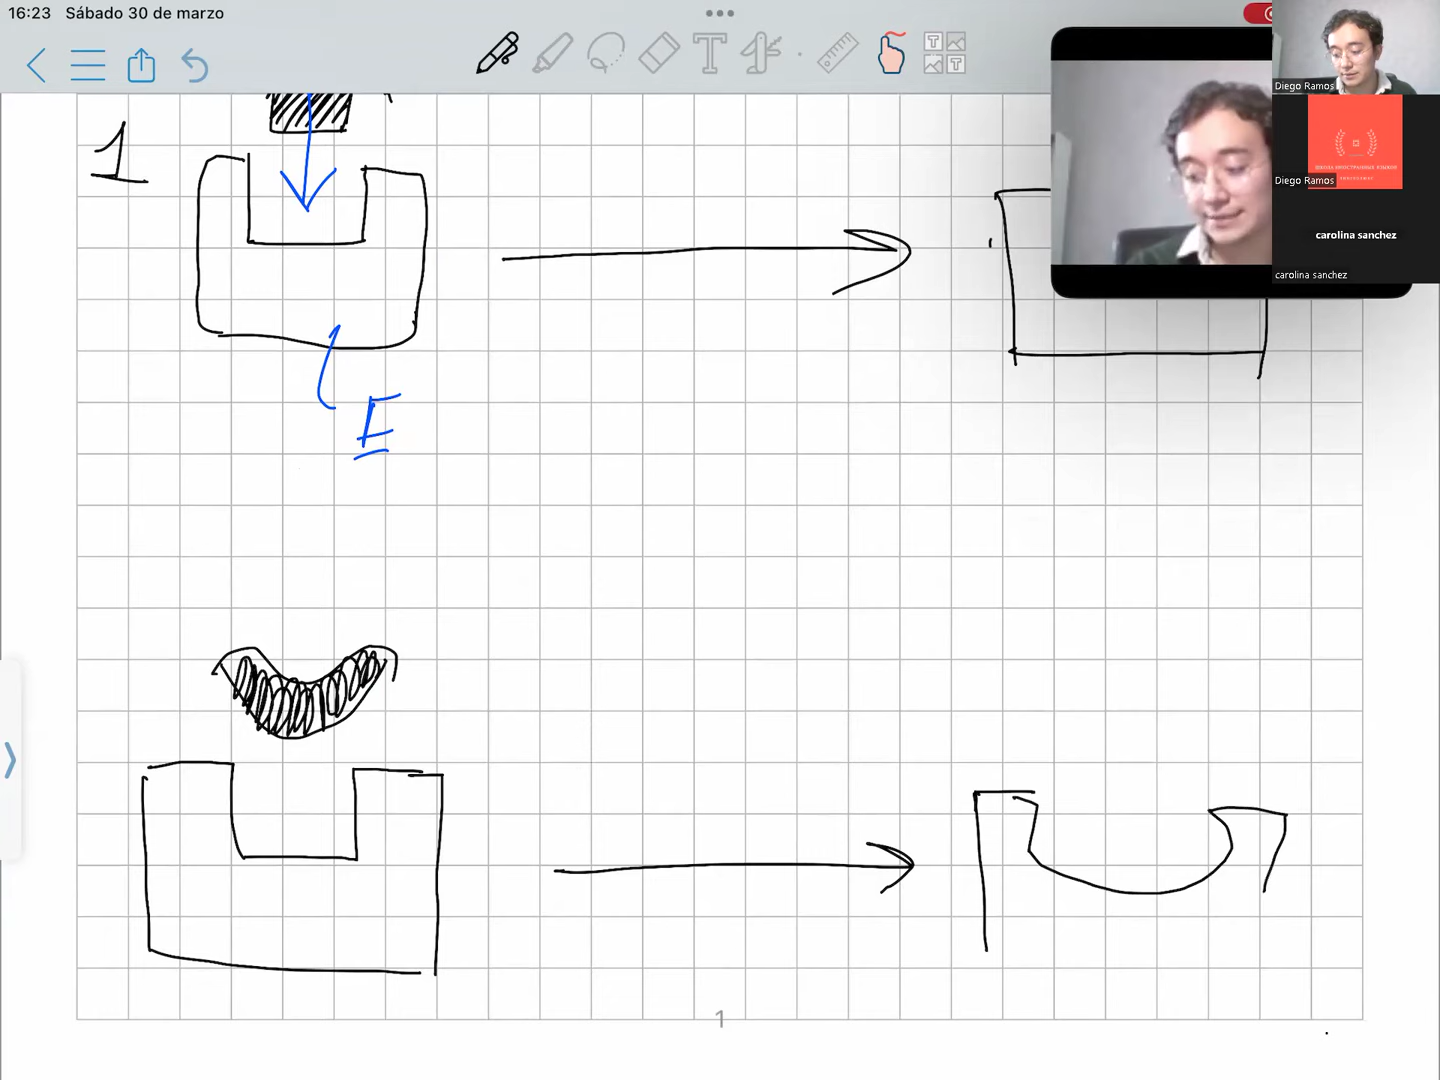 16:23 Sábado 30 de marzo
Diego Ramos
Diego Ramos
carolina sanchez
carolina sanchez
1
E
1